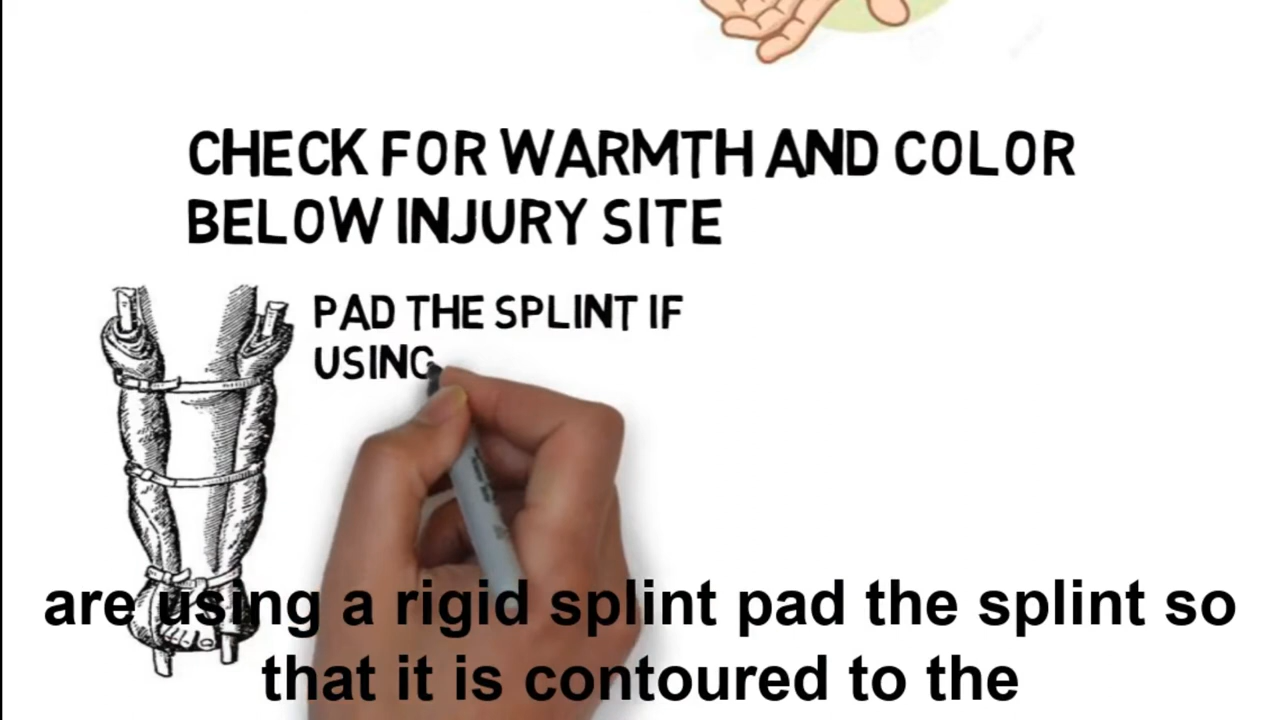 CHECK FOR WARMTH AND COLOR
BELOW INJURY SITE
PAD THE SPLINT IF
USING
are using a rigid splint pad the splint so
that it is contoured to the